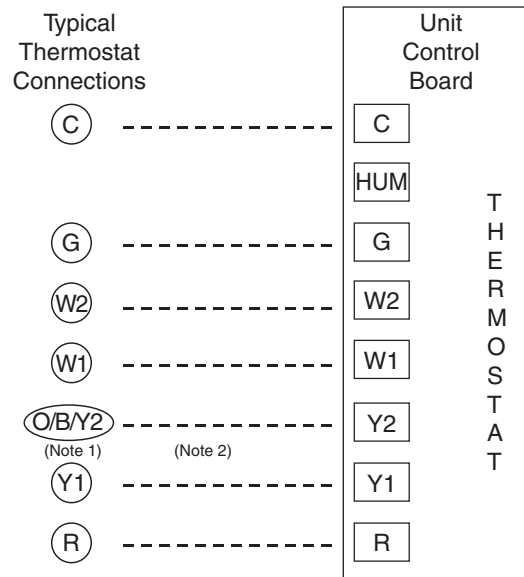 Typical
Thermostat
Connections
Unit
Control
Board
C
C
HUM
G
G
W2
W2
W1
W1
O/B/Y2
Y2
(Note 1)
(Note 2)
Y1
Y1
R
R
THERMOSTAT